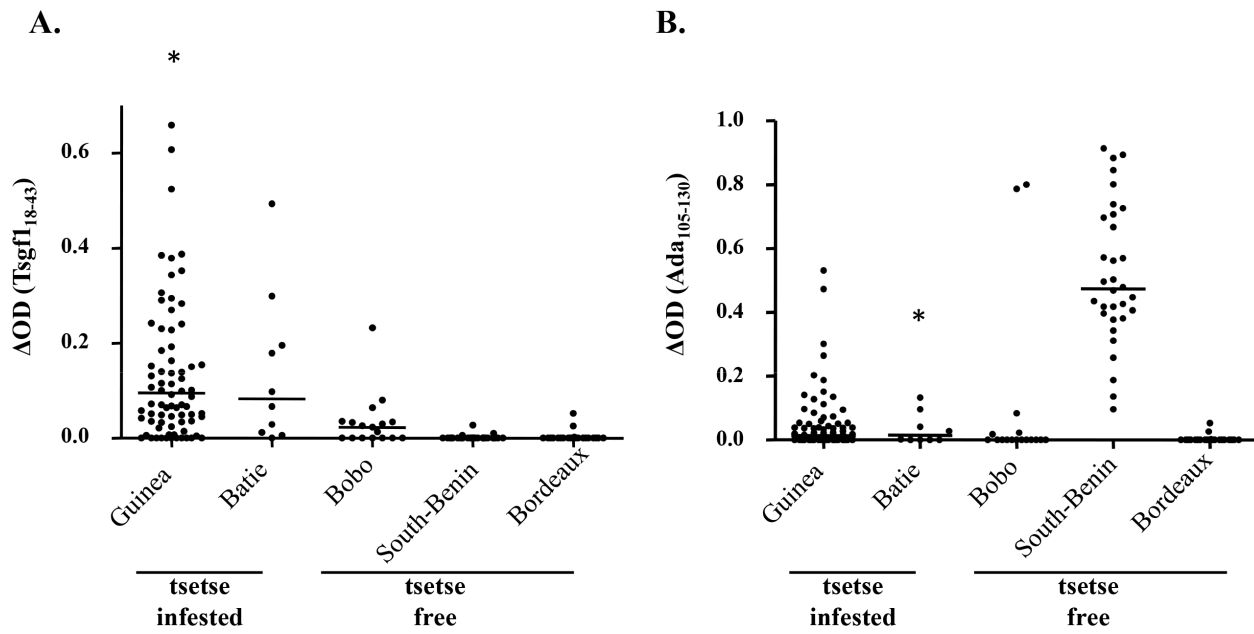 A.
*
ΔOD (Tsgf118-43)
0.6
0.4
0.2
0.0
Guinea
Batie
Bobo
South-Benin
Bordeaux
tsetse
infested
tsetse
free
B.
*
ΔOD (Ada105-130)
1.0
0.8
0.6
0.4
0.2
0.0
Guinea
Batie
Bobo
South-Benin
Bordeaux
tsetse
infested
tsetse
free